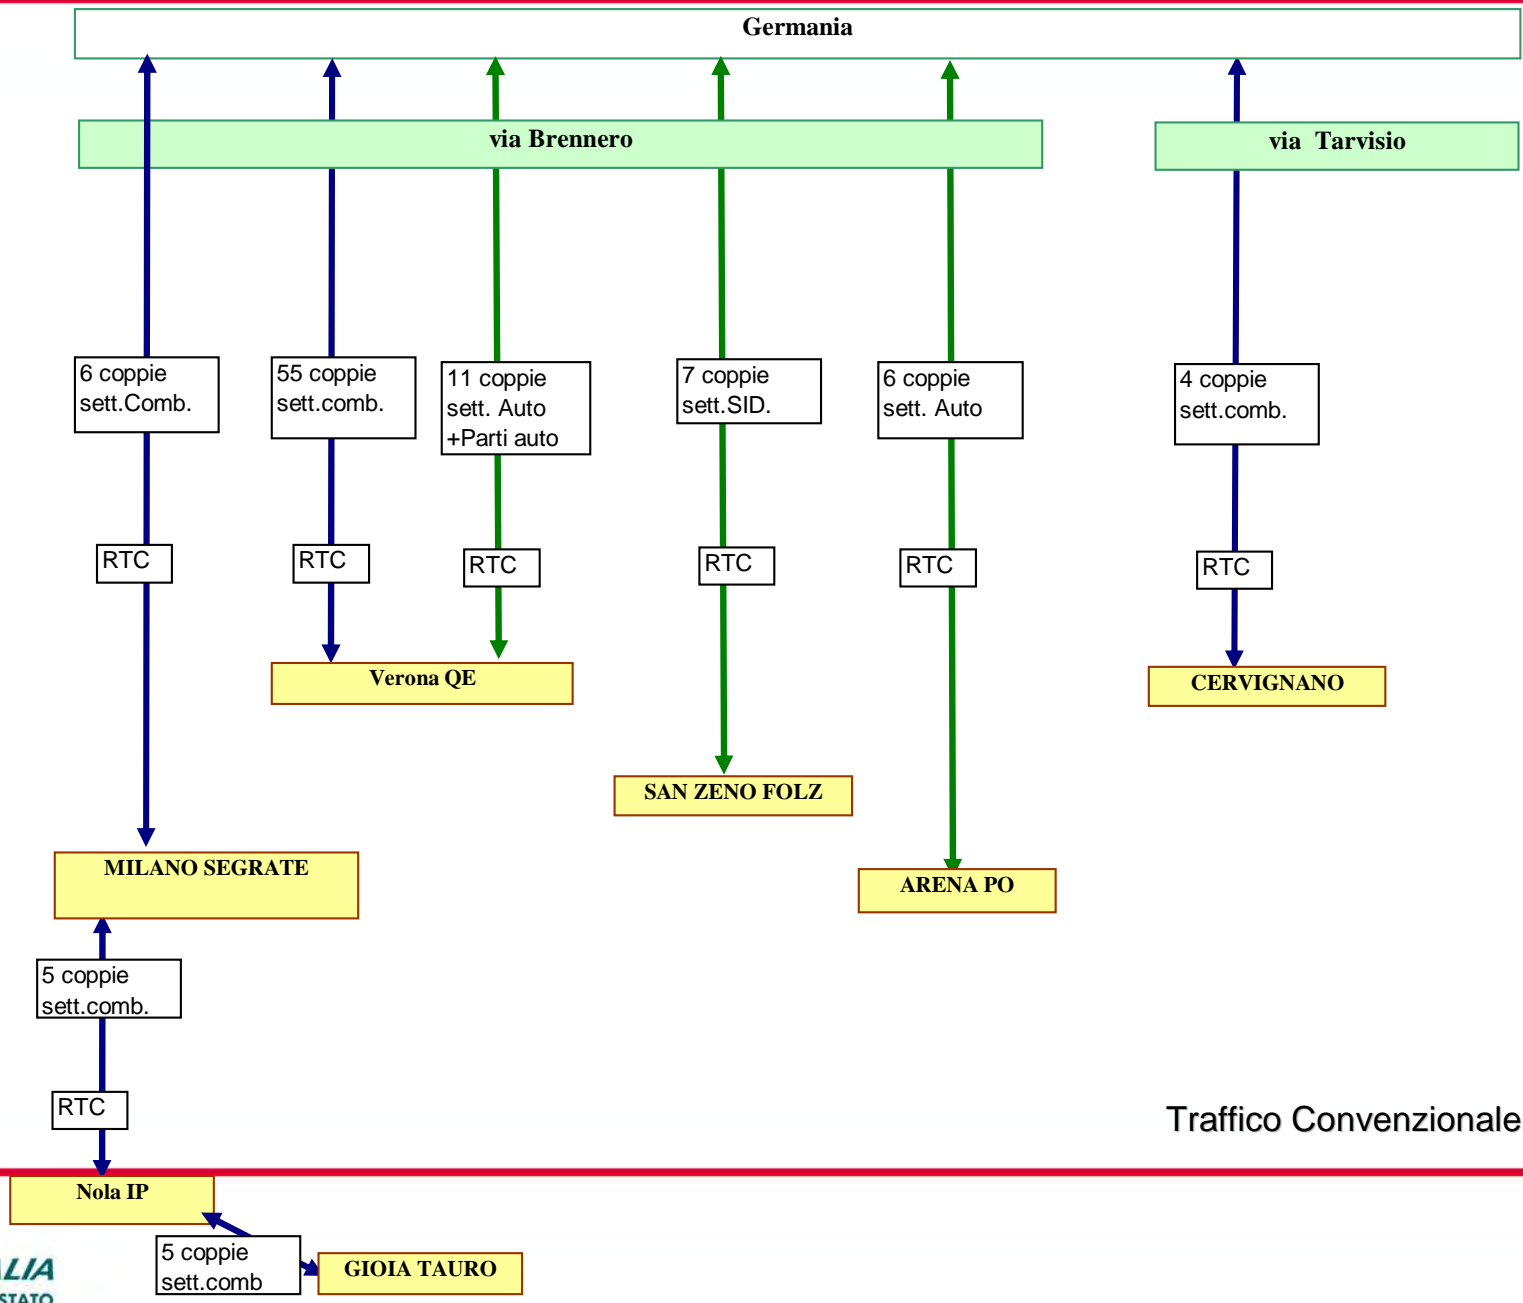 Germania
via Brennero
via Tarvisio
6 coppie
sett.Comb.
55 coppie
sett.comb.
11 coppie
sett. Auto
+Parti auto
7 coppie
sett.SID.
6 coppie
sett. Auto
4 coppie
sett.comb.
RTC
RTC
RTC
RTC
RTC
RTC
Verona QE
CERVIGNANO
SAN ZENO FOLZ
MILANO SEGRATE
ARENA PO
5 coppie
sett.comb.
RTC
Traffico Convenzionale
Nola IP
5 coppie
sett.comb
GIOIA TAURO
LIA
STATO